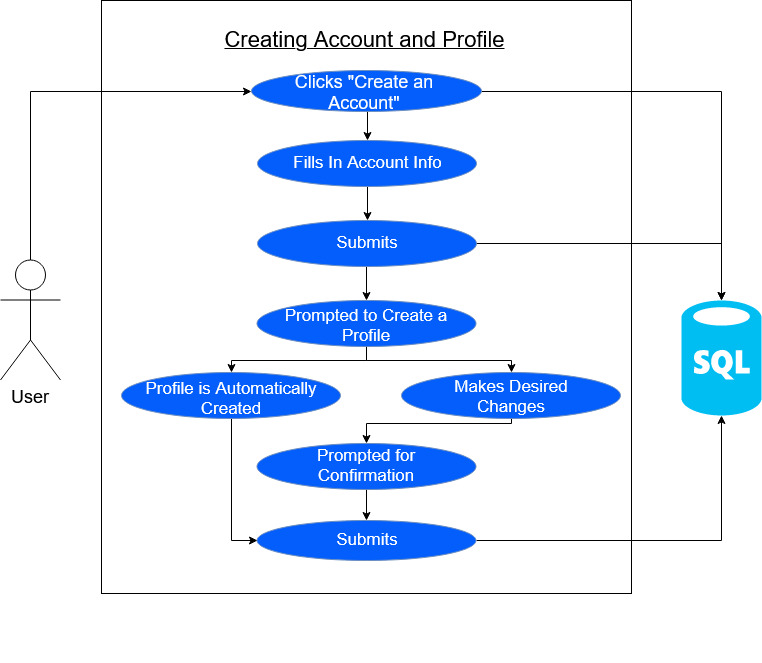 Creating Account and Profile
Clicks "Create an
Account"
Fills In Account Info
Submits
Prompted to Create a
Profile
Profile is Automatically
Created
Makes Desired
Changes
Prompted for
Confirmation
Submits
User
SQL